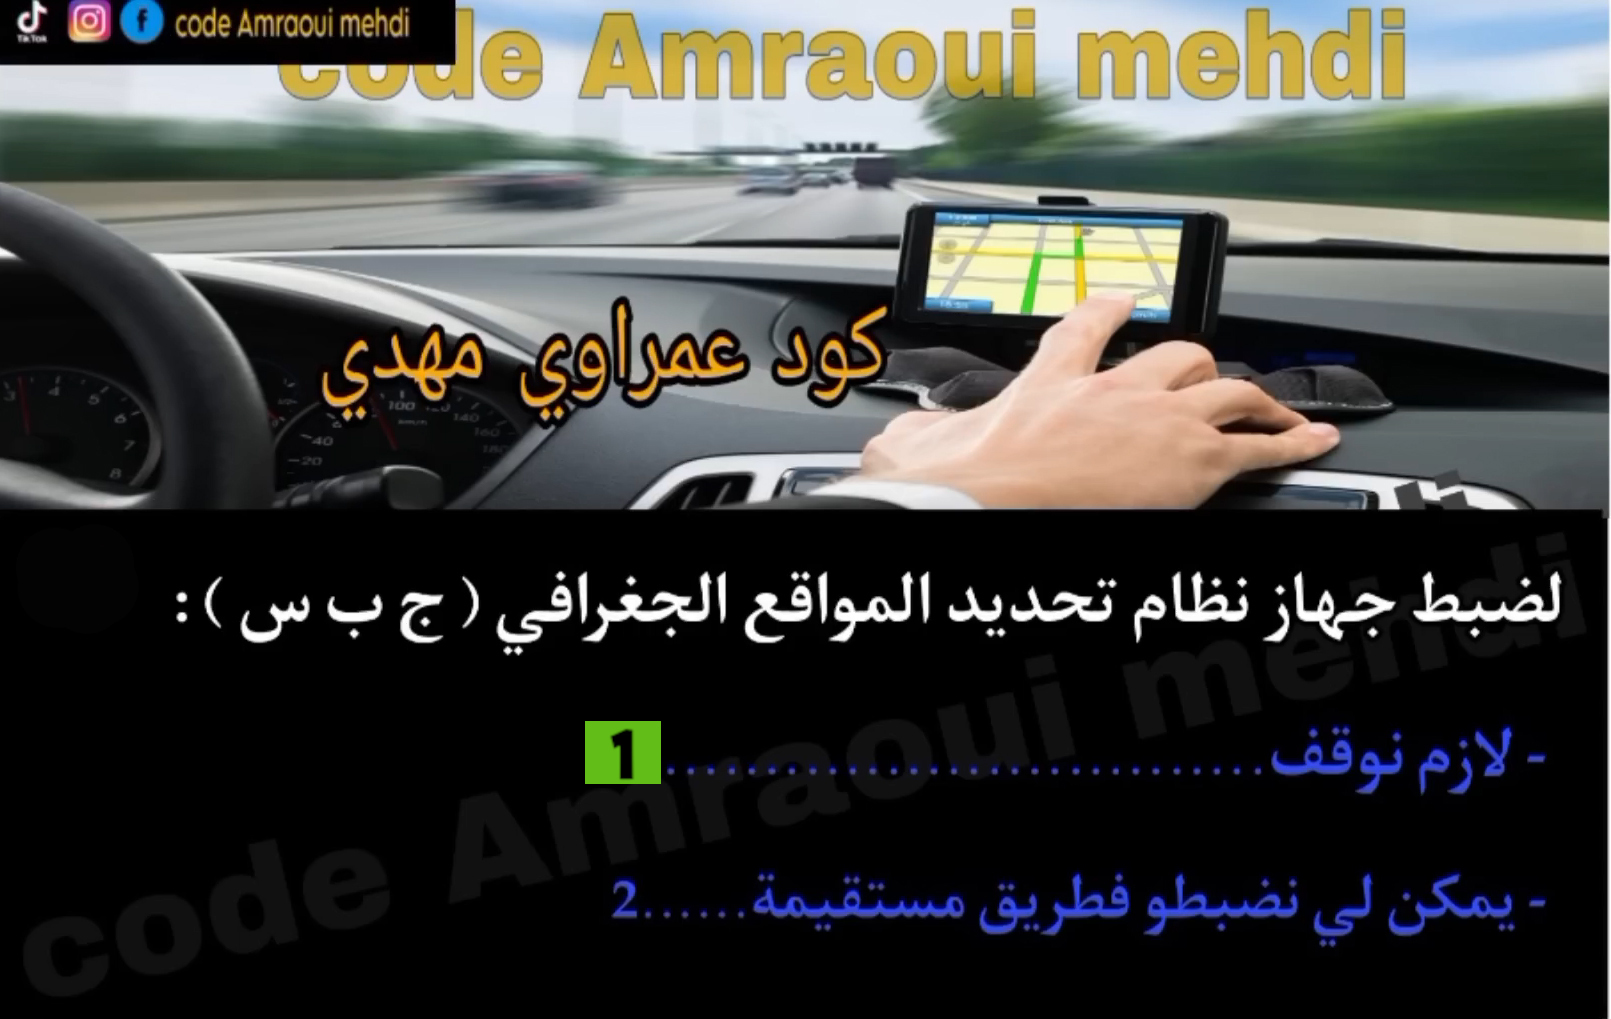 TikTok
code Amraoui mehdi
code Amraoui mehdi
كود عمراوي مهدي
لضبط جهاز نظام تحديد المواقع الجغرافي ( ج ب س ) :
- لازم نوقف..............................1
- يمكن لي نضبطو فطريق مستقيمة......2
code Amraoui mehdi